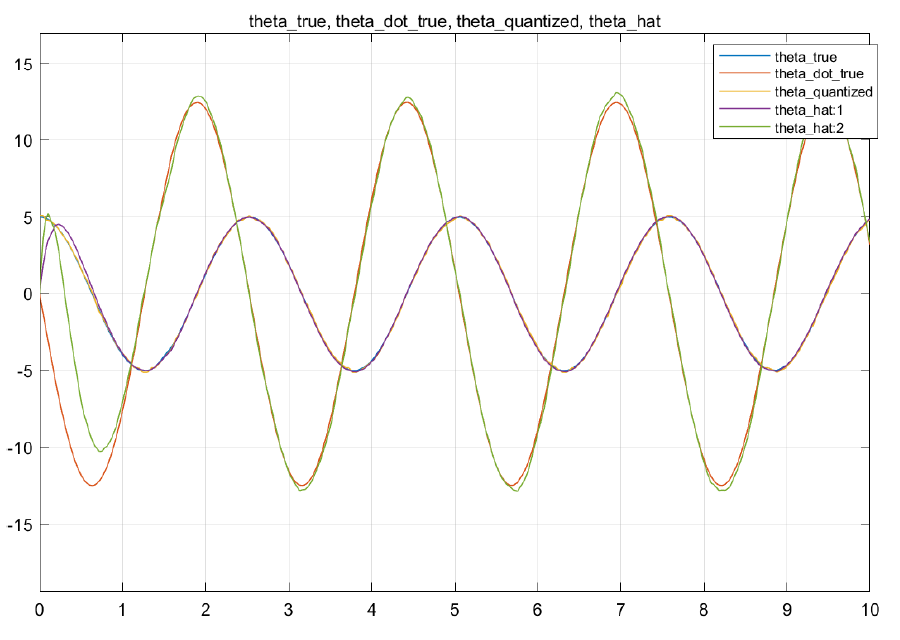 theta_true, theta_dot_true, theta_quantized, theta_hat
theta_true
theta_dot_true
theta_quantized
theta_hat:1
theta_hat:2
15
10
5
0
-5
-10
-15
0 1 2 3 4 5 6 7 8 9 10